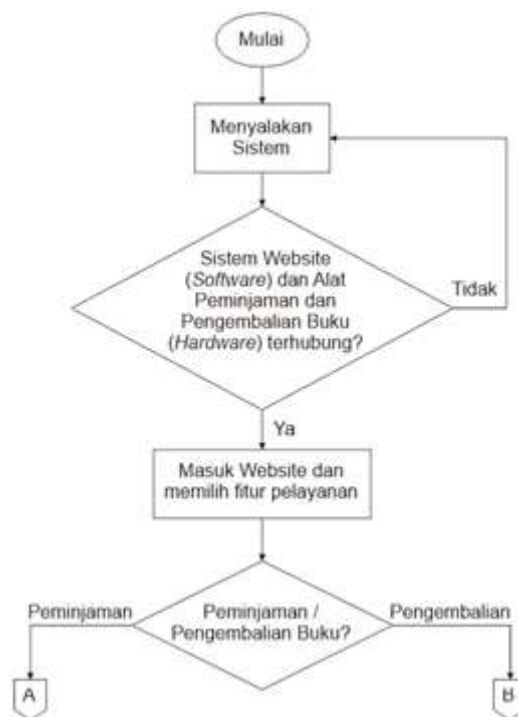 Mulai
Menyalakan
Sistem
Sistem Website
(Software) dan Alat
Peminjaman dan
Pengembalian Buku
(Hardware) terhubung?
Tidak
Ya
Masuk Website dan
memilih fitur pelayanan
Peminjaman
Peminjaman /
Pengembalian Buku?
Pengembalian
A
B